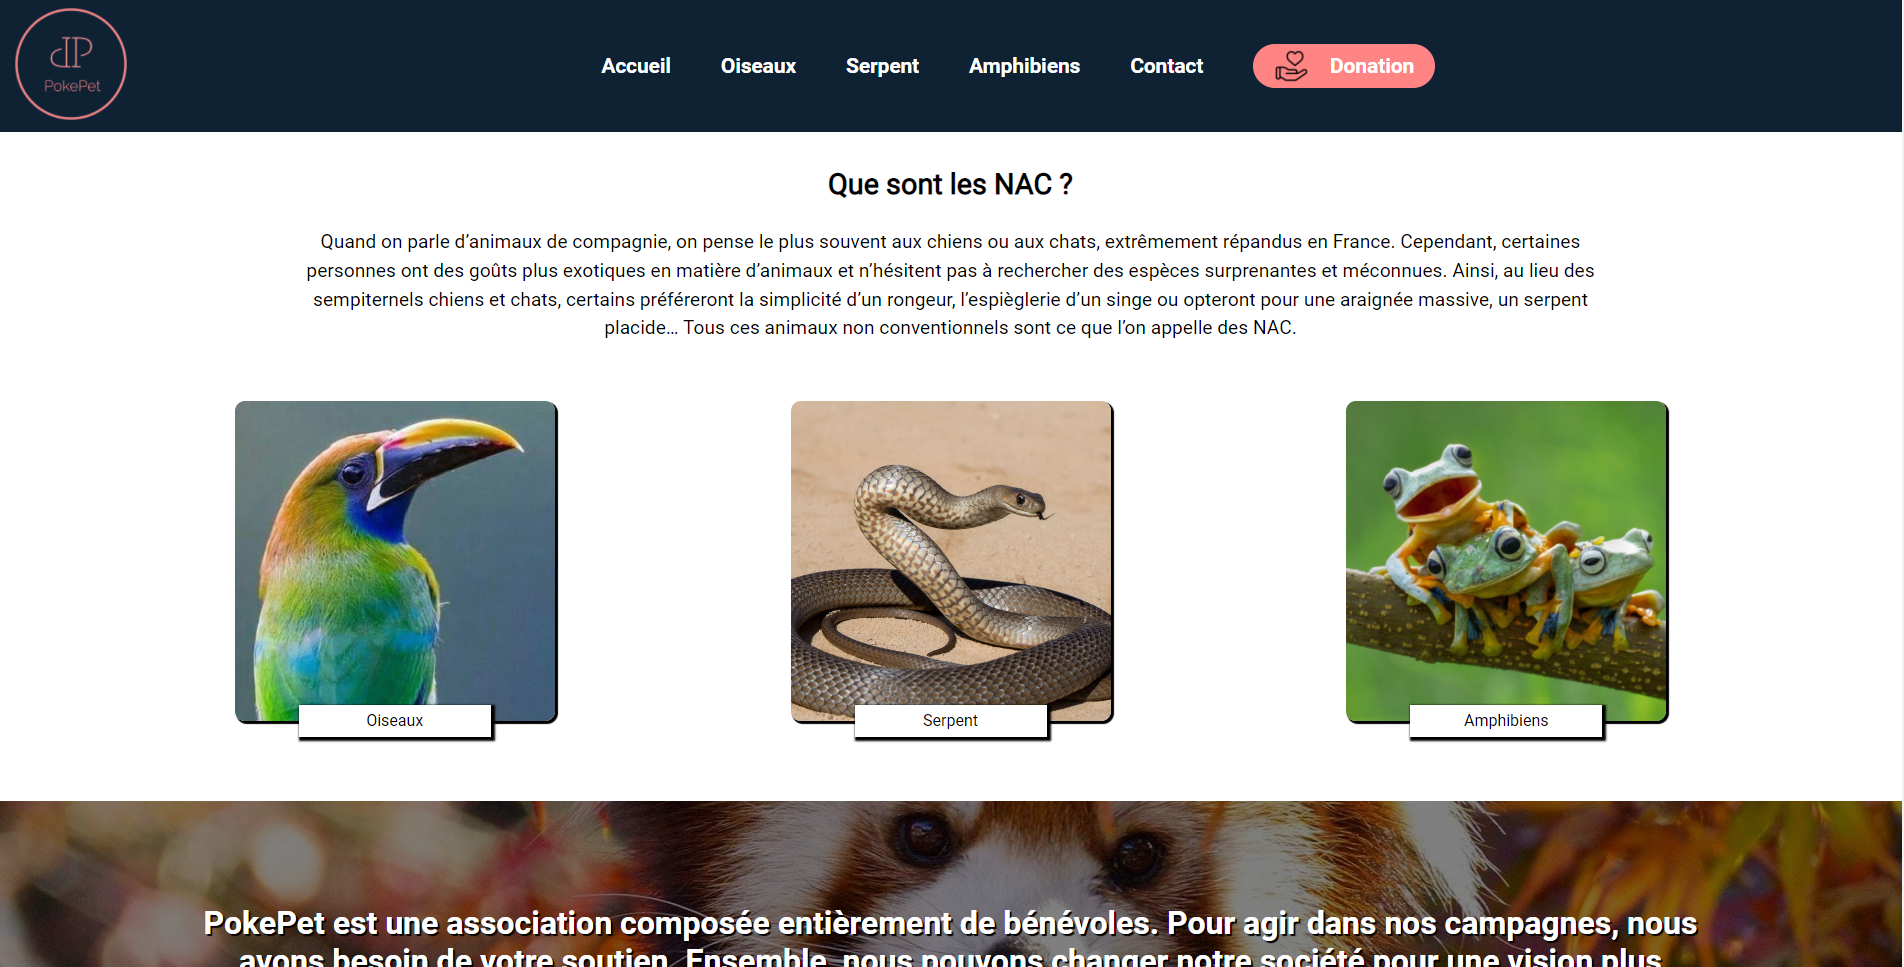 PokePet
Accueil
Oiseaux
Serpent
Amphibiens
Contact
Donation
Que sont les NAC ?
Quand on parle d’animaux de compagnie, on pense le plus souvent aux chiens ou aux chats, extrêmement répandus en France. Cependant, certaines
personnes ont des goûts plus exotiques en matière d’animaux et n’hésitent pas à rechercher des espèces surprenantes et méconnues. Ainsi, au lieu des
sempiternels chiens et chats, certains préféreront la simplicité d’un rongeur, l’espièglerie d’un singe ou opteront pour une araignée massive, un serpent
placide… Tous ces animaux non conventionnels sont ce que l’on appelle des NAC.
Oiseaux
Serpent
Amphibiens
PokePet est une association composée entièrement de bénévoles. Pour agir dans nos campagnes, nous
avons besoin de votre soutien. Ensemble, nous pouvons changer notre société pour une vision plus